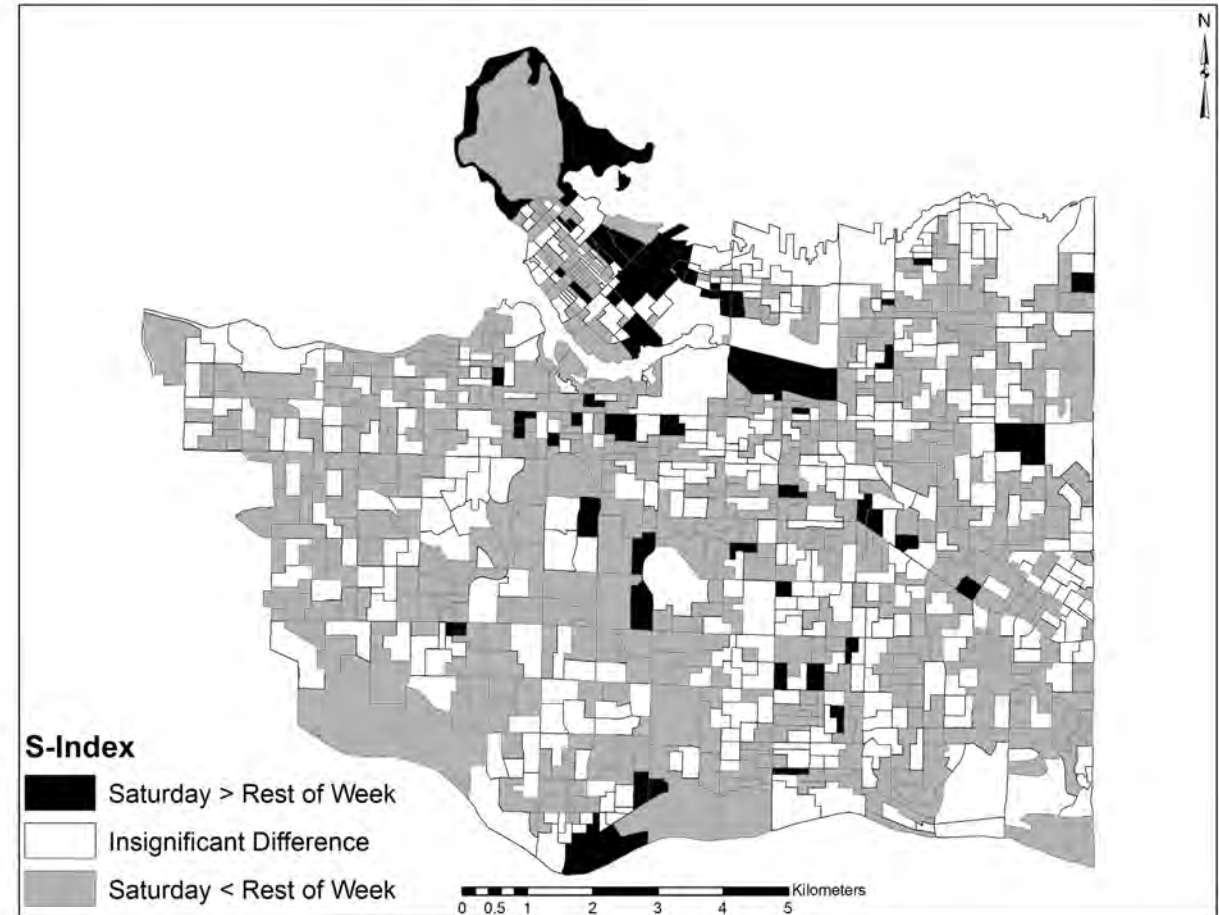 N
S-Index
Saturday > Rest of Week
Insignificant Difference
Saturday < Rest of Week
Kilometers
0 0.5 1 2 3 4 5